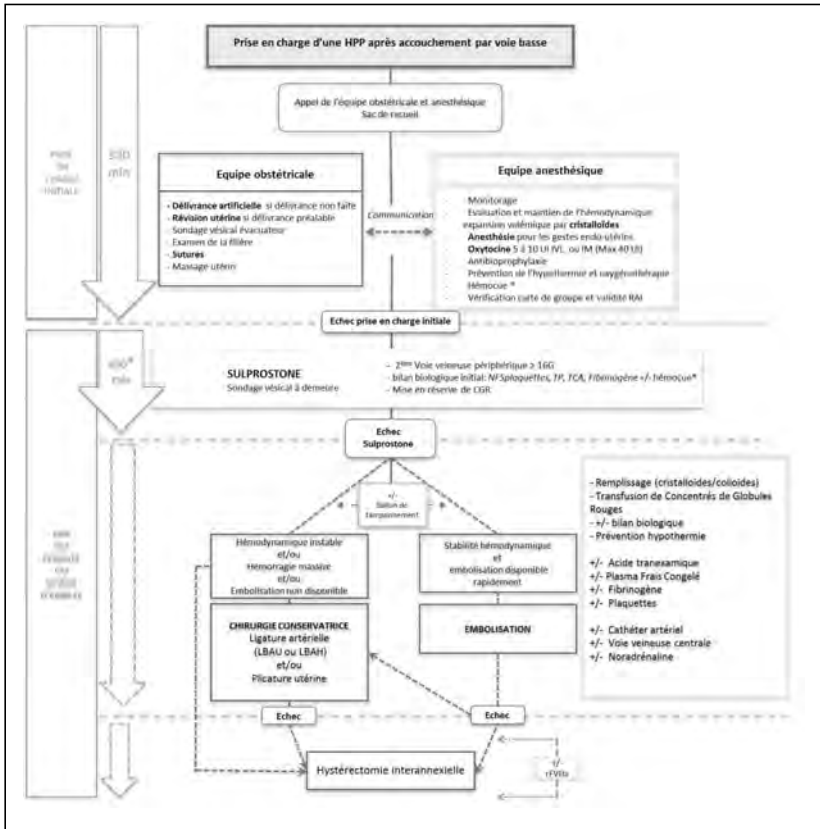 Prise en charge d'une HPP après accouchement par voie basse
Appel de l'équipe obstétricale et anesthésique
Sac de recueil
Equipe obstétricale
- Délivrance artificielle si délivrance non faite
- Révision utérine si délivrance préalable
- Sondage vésical évacuateur
- Examen de la filière
- Sutures
- Massage utérin
Communication
Equipe anesthésique
- Monitorage
- Evaluation et maintien de l'hémodynamique
expansion volémique par cristalloïdes
- Anesthésie pour les gestes endo-utérins
- Oxytocine 5 à 10 UI IVL ou IM (Max 40 UI)
- Antibioprophylaxie
- Prévention de l'hypothermie et oxygénothérapie
- Hémocue *
- Vérification carte de groupe et validité RAI
INITIALE
min
Echec prise en charge initiale
SULPROSTONE
Sondage vésical à demeure
- 2ème Voie veineuse périphérique ≥ 16G
- bilan biologique initial: NFSplaquettes, TP, TCA, Fibrinogène +/- hémocue*
- Mise en réserve de CGR
min
Echec
Sulprostone
+/-
Ballon de
tamponnement
Hémodynamique instable
et/ou
Hémorragie massive
et/ou
Embolisation non disponible
Stabilité hémodynamique
et
embolisation disponible
rapidement
CHIRURGIE CONSERVATRICE
Ligature artérielle
(LBAU ou LBAH)
et/ou
Plicature utérine
EMBOLISATION
- Remplissage (cristalloïdes/colloïdes)
- Transfusion de Concentrés de Globules
Rouges
- +/- bilan biologique
- Prévention hypothermie
+/- Acide tranexamique
+/- Plasma Frais Congelé
+/- Fibrinogène
+/- Plaquettes
+/- Cathéter artériel
+/- Voie veineuse centrale
+/- Noradrénaline
Echec
Echec
Hystérectomie interannexielle
+/-
rFVIIa